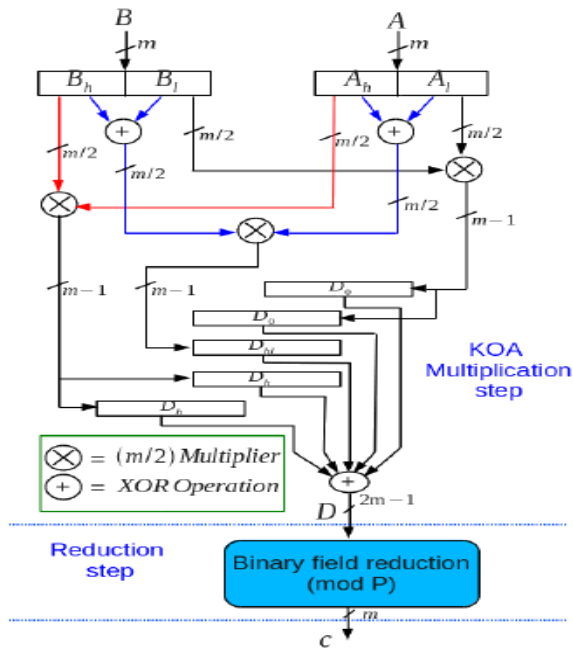 B
A
m
m
B_h
B_l
A_h
A_l
+
+
m/2
m/2
m/2
m/2
m/2
m/2
×
×
×
m−1
m−1
m−1
D_0
D_0
D_hl
D_h
D_h
KOA
Multiplication
step
⊗ = (m/2) Multiplier
⊕ = XOR Operation
+
D
2m−1
Reduction
step
Binary field reduction
(mod P)
m
c